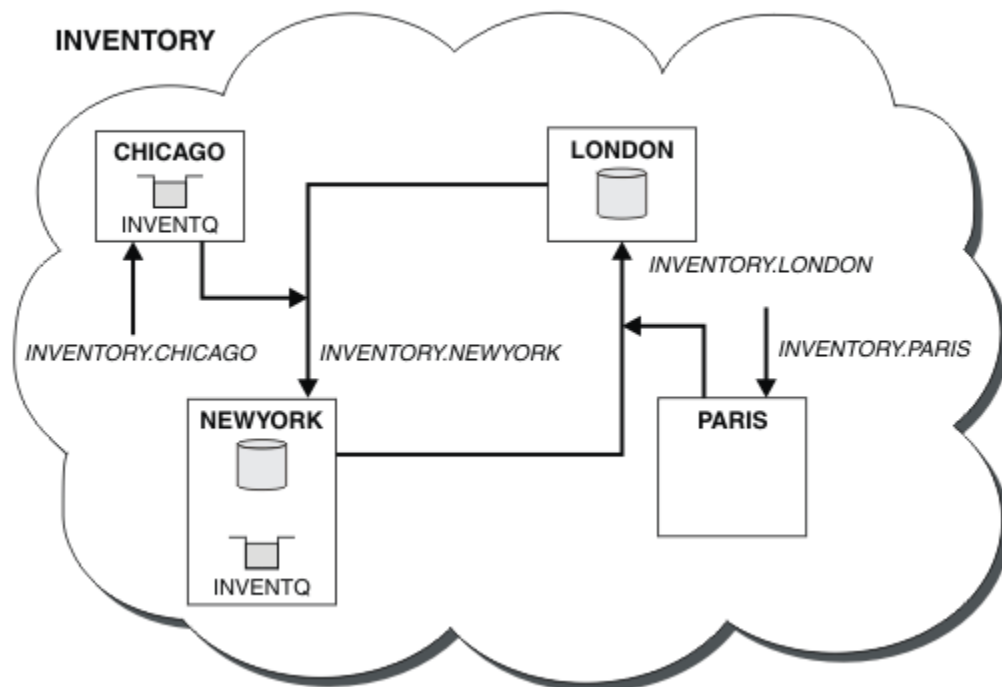 INVENTORY
CHICAGO
INVENTQ
LONDON
INVENTORY.LONDON
INVENTORY.CHICAGO
INVENTORY.NEWYORK
INVENTORY.PARIS
NEWYORK
INVENTQ
PARIS